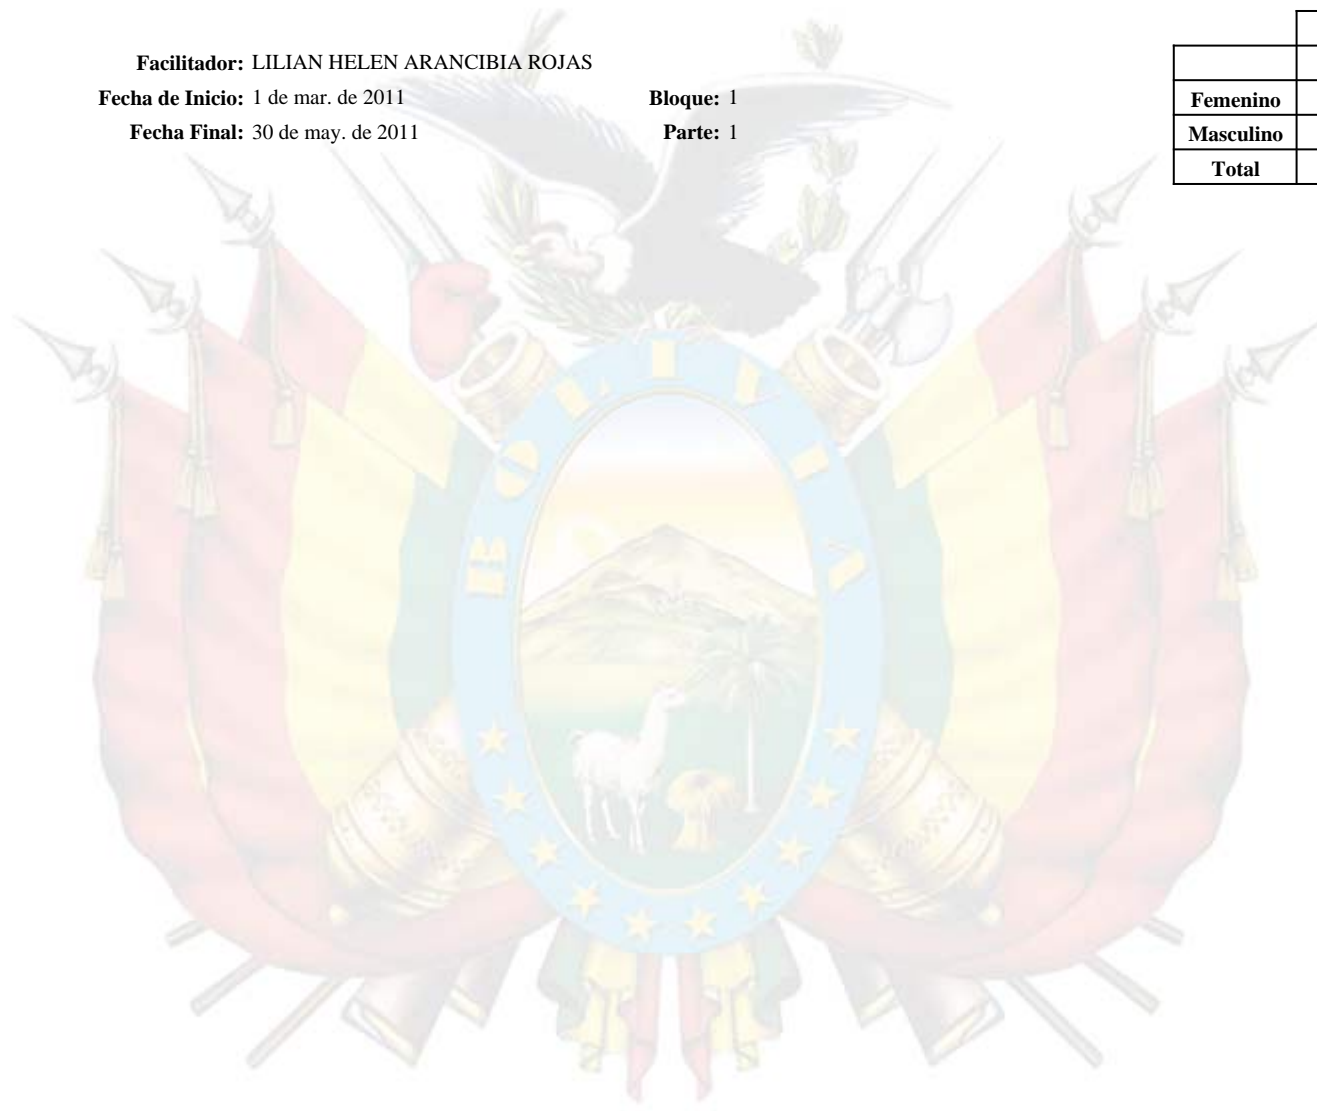 Facilitador: LILIAN HELEN ARANCIBIA ROJAS
Fecha de Inicio: 1 de mar. de 2011 Bloque: 1
Fecha Final: 30 de may. de 2011 Parte: 1
Femenino
Masculino
Total
BOLIVIA